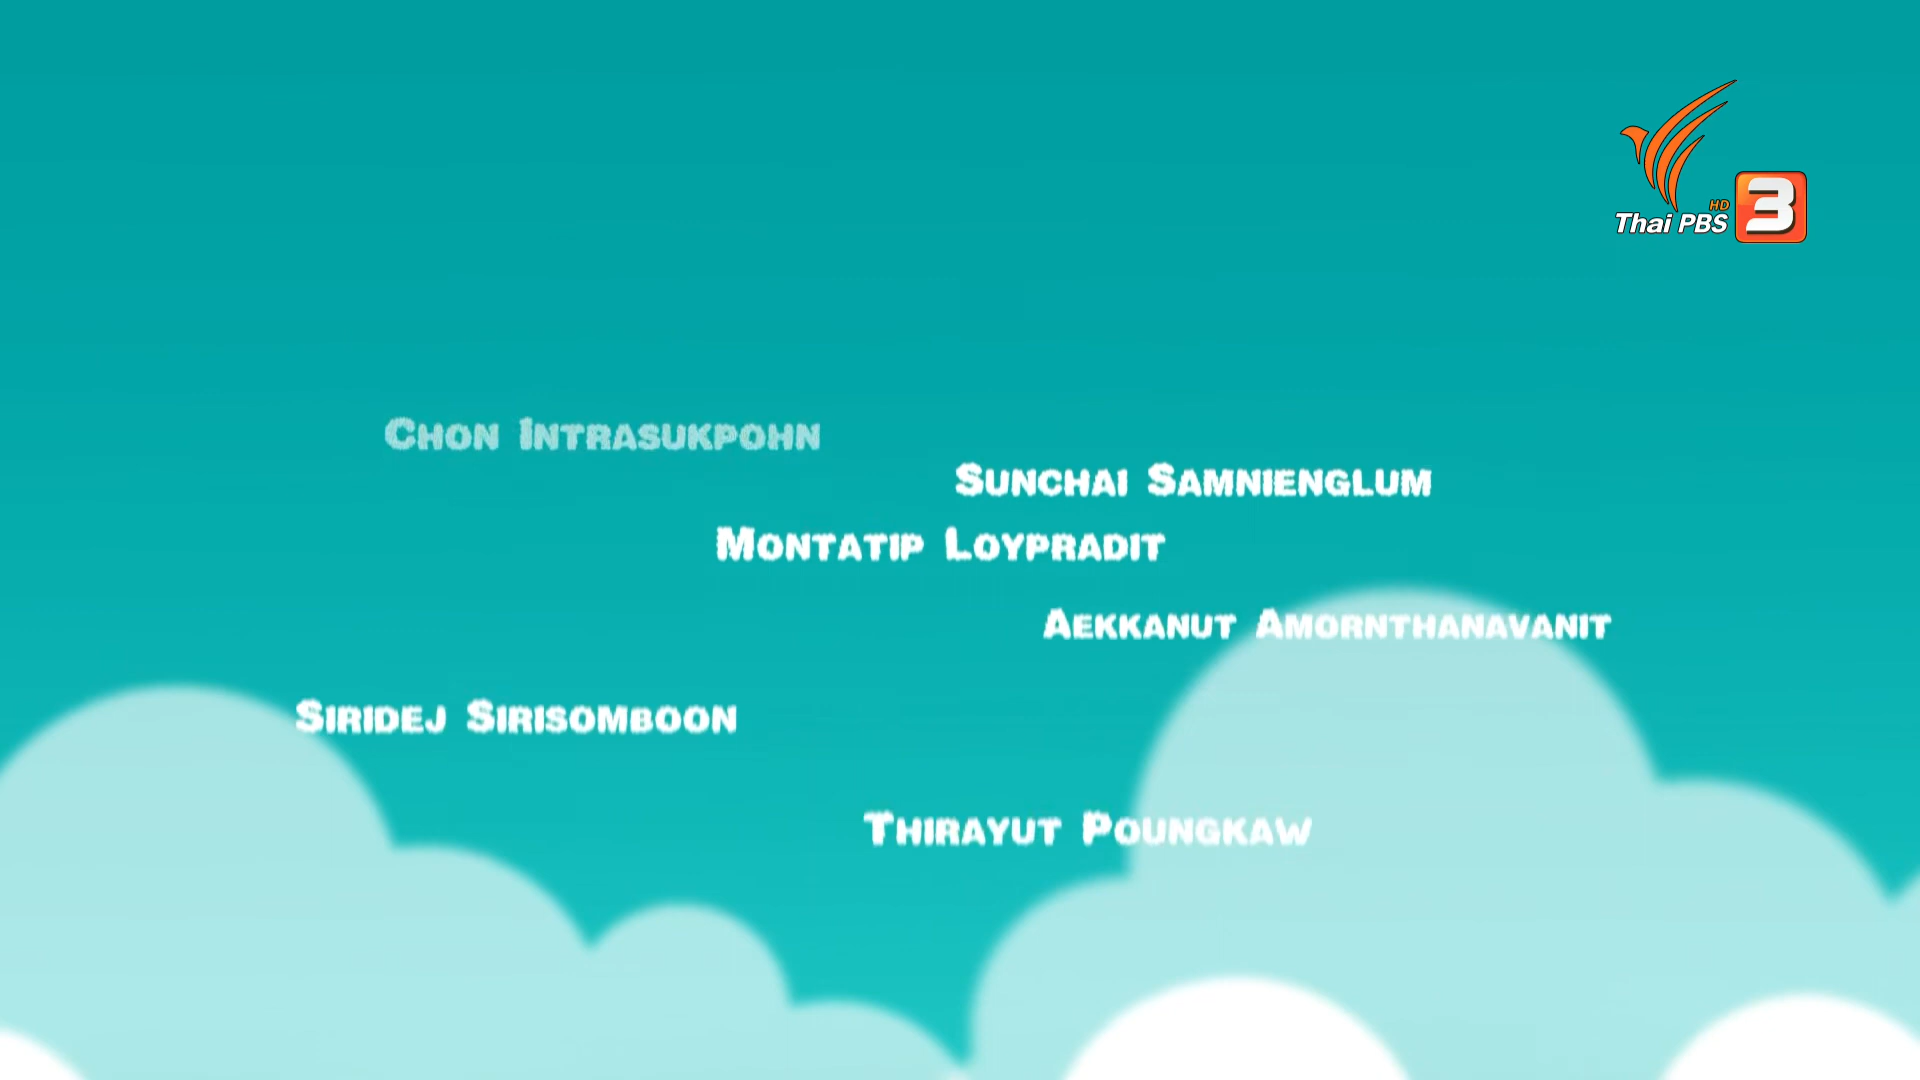 HD
Thai PBS 3
Chon Intrasukpohn
Sunchai Samnienglum
Montatip Loypradit
Aekkanut Amornthanavanit
Siridej Sirisomboon
Thirayut Poungkaw